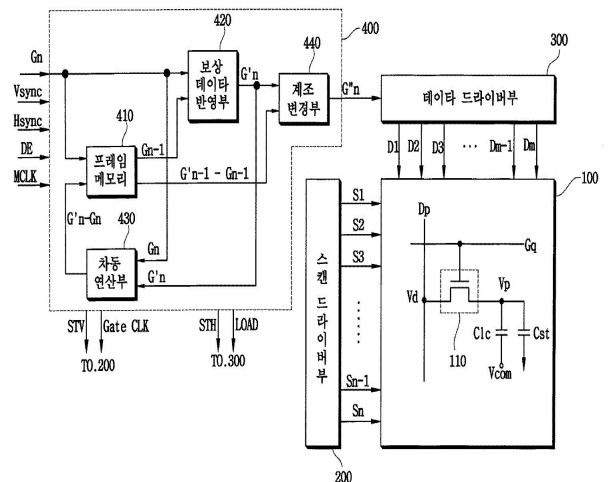 420
440
400
300
Gn
보상
데이타
반영부
G'n
계조
변경부
G"n
데이타 드라이버부
Vsync
Hsync
410
DE
프레임
메모리
Gn-1
MCLK
G'n-1 - Gn-1
D1 D2 D3 ... Dm-1 Dm
100
G'n-Gn
430
차동
연산부
Gn
G'n
STV
Gate CLK
STH
LOAD
TO.200
TO.300
스캔 드라이버부
S1
S2
S3
Sn-1
Sn
200
Dp
Gq
Vd
Vp
110
Clc
Cst
Vcom